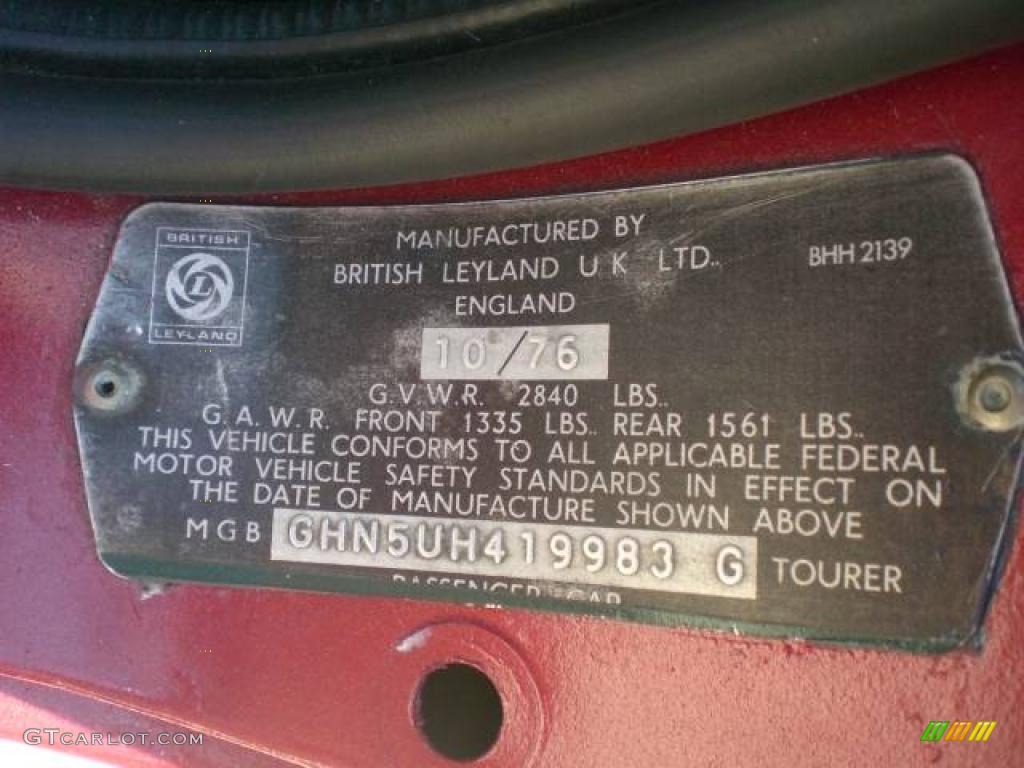 BRITISH
L
LEYLAND
MANUFACTURED BY
BRITISH LEYLAND U K LTD..
ENGLAND
BHH 2139
10/76
G.V.W.R. 2840 LBS..
G.A.W.R. FRONT 1335 LBS.. REAR 1561 LBS..
THIS VEHICLE CONFORMS TO ALL APPLICABLE FEDERAL
MOTOR VEHICLE SAFETY STANDARDS IN EFFECT ON
THE DATE OF MANUFACTURE SHOWN ABOVE
MGB GHN5UH419983 G TOURER
PASSENGER CAR
GTCARLOT.COM